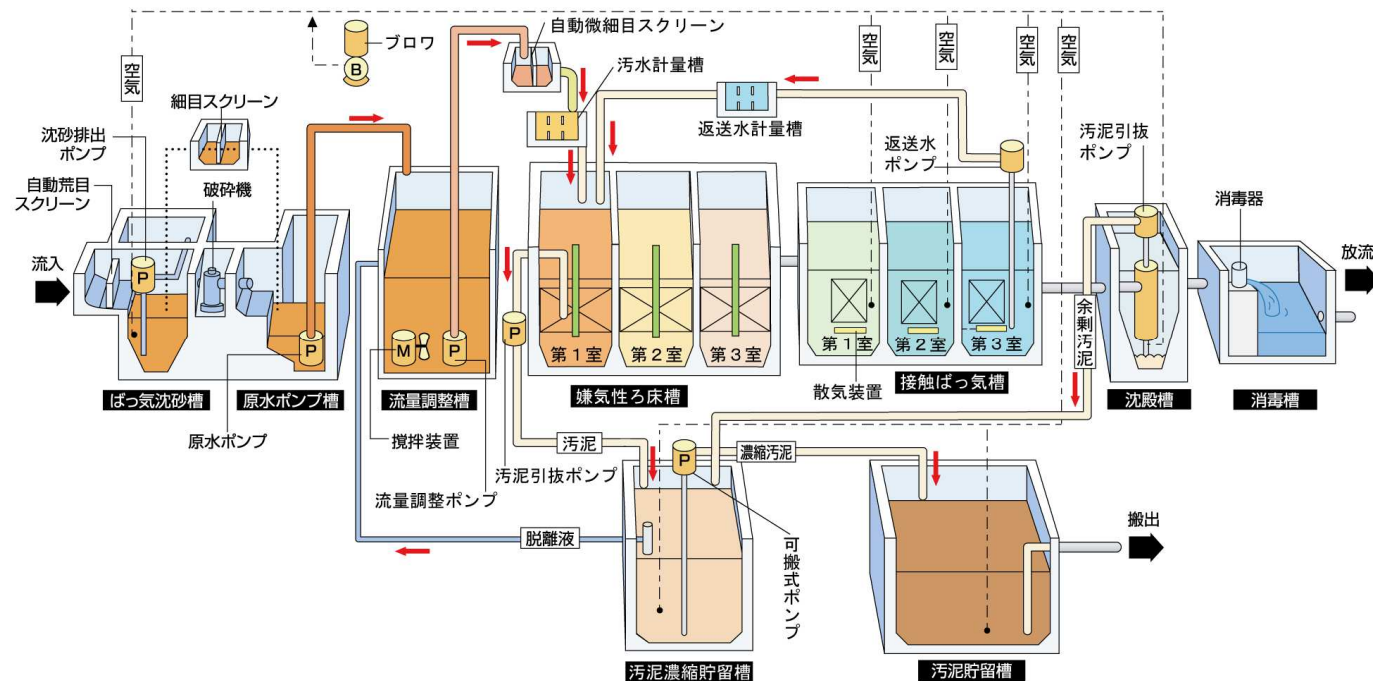 ブロワ
B
自動微細目スクリーン
汚水計量槽
空気
空気
空気
空気
空気
細目スクリーン
沈砂排出
ポンプ
自動荒目
スクリーン
破砕機
返送水計量槽
返送水
ポンプ
汚泥引抜
ポンプ
消毒器
流入
放流
P
P
M
P
P
第1室
第2室
第3室
第1室
第2室
第3室
散気装置
余剰汚泥
ばっ気沈砂槽
原水ポンプ槽
流量調整槽
嫌気性ろ床槽
接触ばっ気槽
沈殿槽
消毒槽
原水ポンプ
撹拌装置
流量調整ポンプ
汚泥
汚泥引抜ポンプ
P
濃縮汚泥
脱離液
可搬式ポンプ
搬出
汚泥濃縮貯留槽
汚泥貯留槽